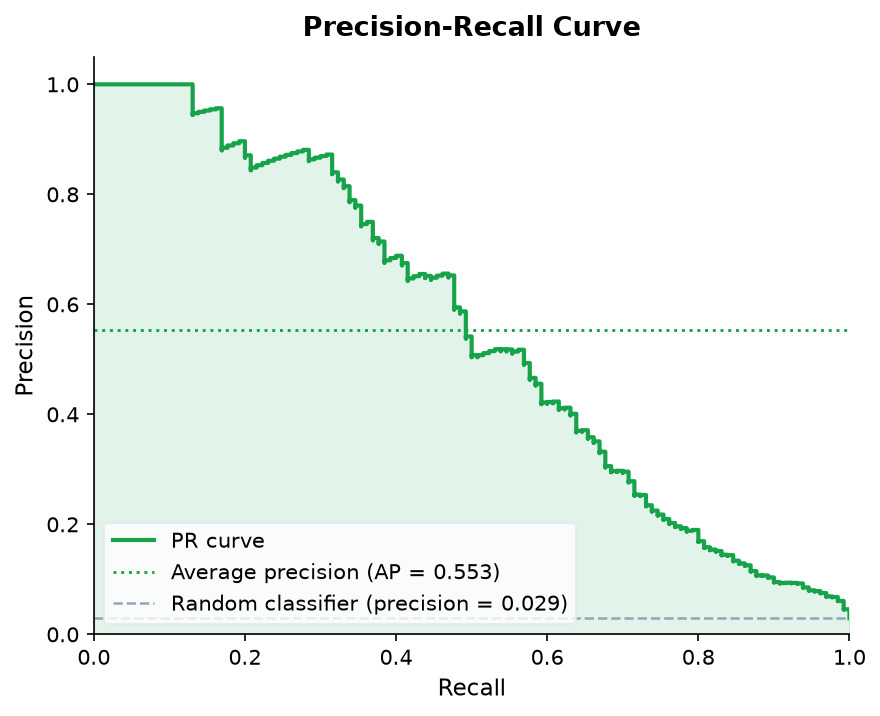 Precision-Recall Curve
Precision
1.0
0.8
0.6
0.4
0.2
0.0
PR curve
Average precision (AP = 0.553)
Random classifier (precision = 0.029)
0.0 0.2 0.4 0.6 0.8 1.0
Recall